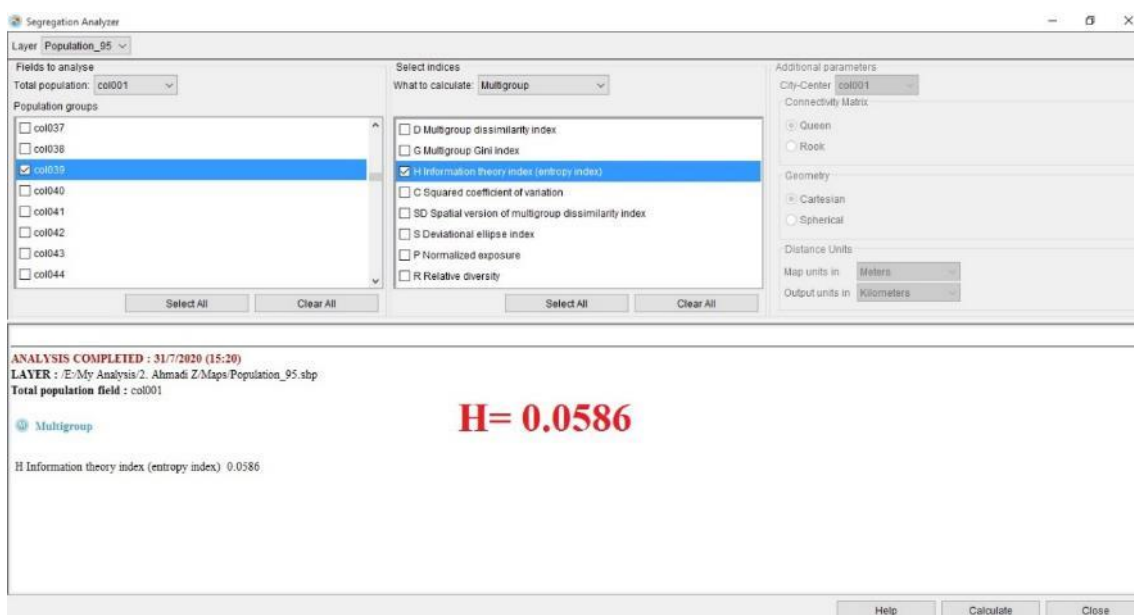 Segregation Analyzer
Layer Population_95
Fields to analyse
Total population: col001
Population groups
col037
col038
col039
col040
col041
col042
col043
col044
Select All Clear All
Select indices
What to calculate: Multigroup
D Multigroup dissimilarity index
G Multigroup Gini index
H Information theory index (entropy index)
C Squared coefficient of variation
SD Spatial version of multigroup dissimilarity index
S Deviational ellipse index
P Normalized exposure
R Relative diversity
Select All Clear All
Additional parameters
City-Center col001
Connectivity Matrix
Queen
Rook
Geometry
Cartesian
Spherical
Distance Units
Map units in Meters
Output units in Kilometers
ANALYSIS COMPLETED : 31/7/2020 (15:20)
LAYER : /E:/My Analysis/2. Ahmadi Z/Maps/Population_95.shp
Total population field : col001
Multigroup
H= 0.0586
H Information theory index (entropy index) 0.0586
Help Calculate Close